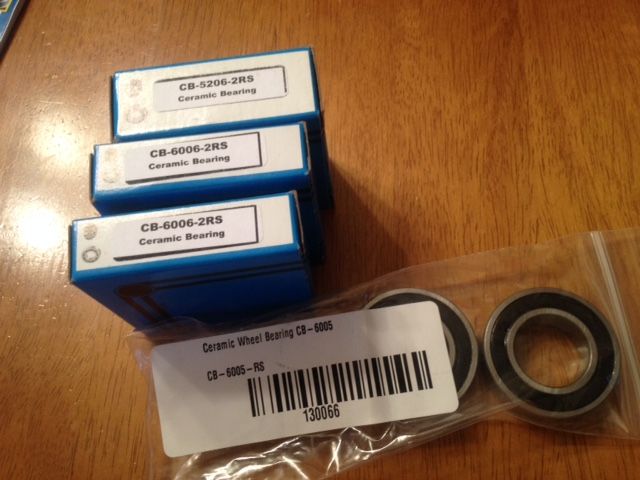 CB-5206-2RS
Ceramic Bearing
CB-6006-2RS
Ceramic Bearing
CB-6006-2RS
Ceramic Bearing
Ceramic Wheel Bearing CB-6005
CB-6005-RS
130066